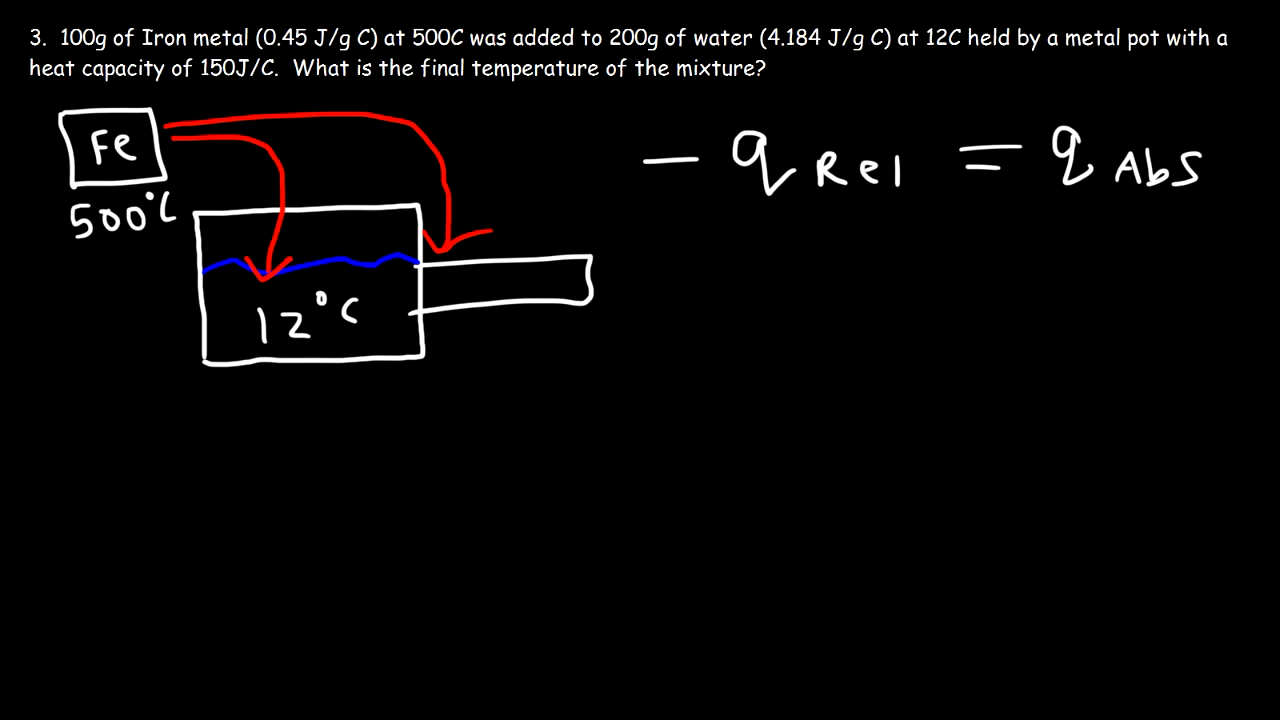 3. 100g of Iron metal (0.45 J/g C) at 500C was added to 200g of water (4.184 J/g C) at 12C held by a metal pot with a
heat capacity of 150J/C. What is the final temperature of the mixture?
Fe
500°C
12°C
- q Rel = q Abs